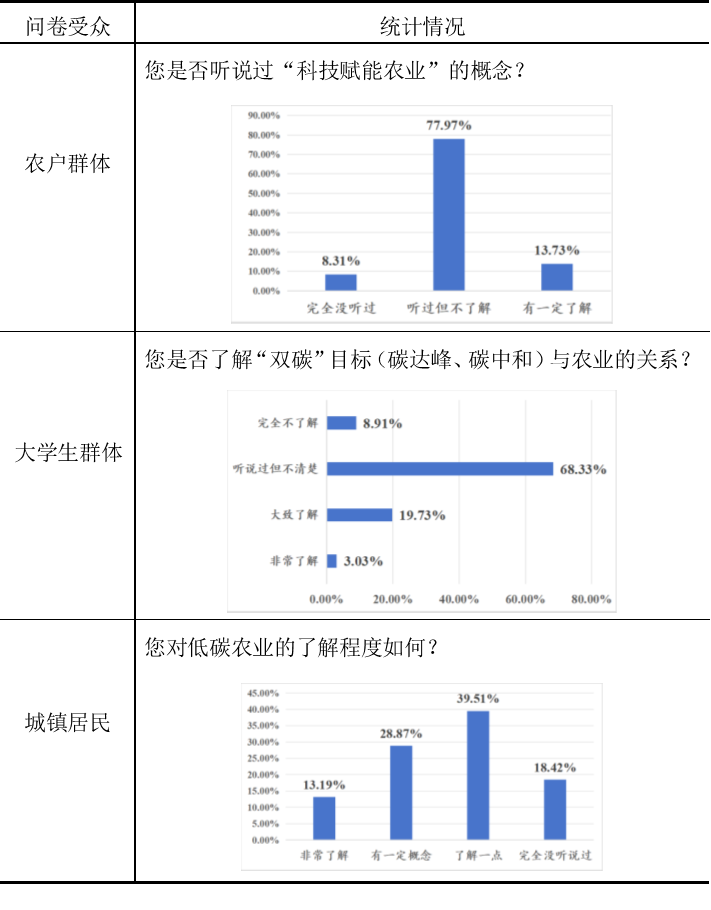 问卷受众 统计情况
农户群体
您是否听说过“科技赋能农业”的概念？
90.00%
80.00%
70.00%
60.00%
50.00%
40.00%
30.00%
20.00%
10.00%
0.00%
8.31%
77.97%
13.73%
完全没听过 听过但不了解 有一定了解
大学生群体
您是否了解“双碳”目标（碳达峰、碳中和）与农业的关系？
完全不了解 8.91%
听说过但不清楚 68.33%
大致了解 19.73%
非常了解 3.03%
0.00% 20.00% 40.00% 60.00% 80.00%
城镇居民
您对低碳农业的了解程度如何？
45.00%
40.00%
35.00%
30.00%
25.00%
20.00%
15.00%
10.00%
5.00%
0.00%
13.19%
28.87%
39.51%
18.42%
非常了解 有一定概念 了解一点 完全没听说过